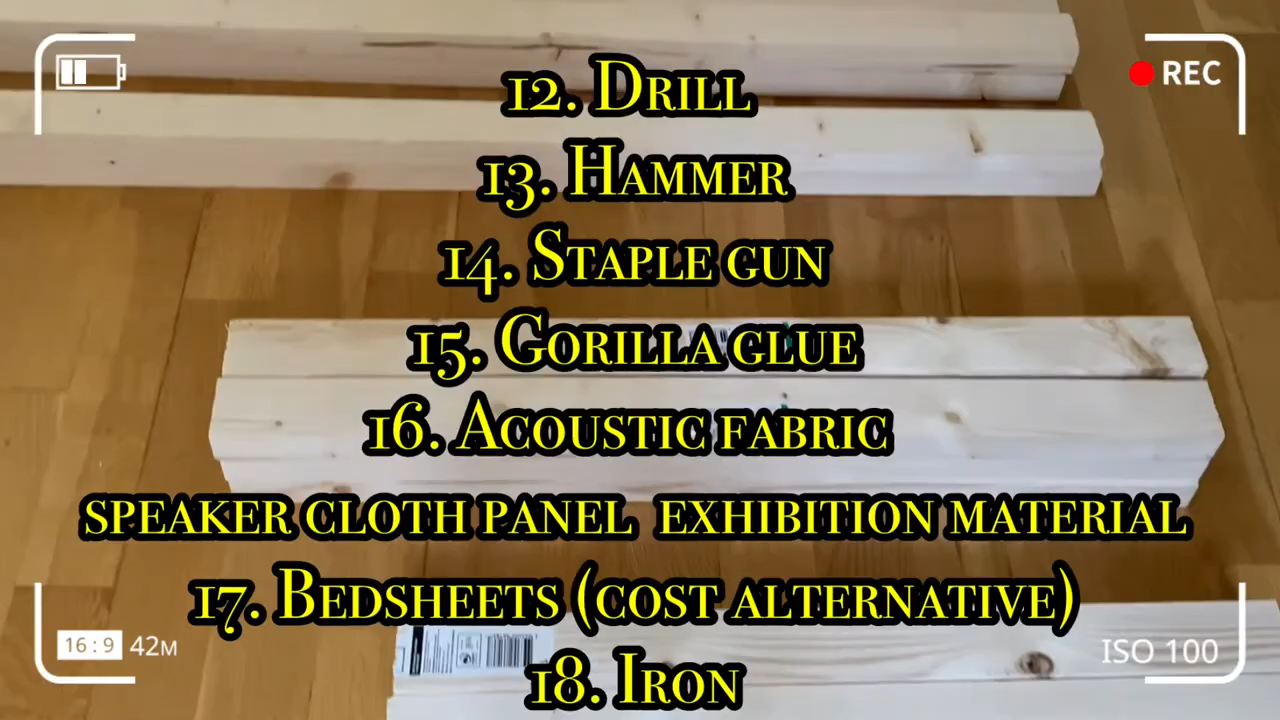 REC
12. Drill
13. Hammer
14. Staple gun
15. Gorilla glue
16. Acoustic fabric
speaker cloth panel exhibition material
17. Bedsheets (cost alternative)
18. Iron
16:9 42M
ISO 100